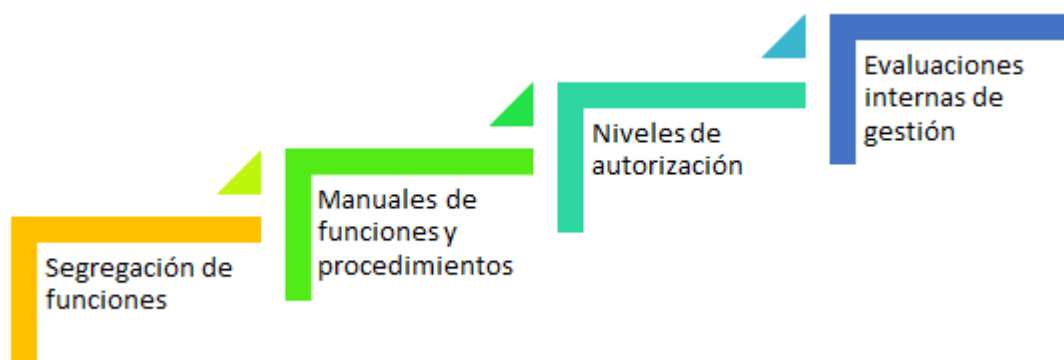 Segregación de
funciones
Manuales de
funciones y
procedimientos
Niveles de
autorización
Evaluaciones
internas de
gestión